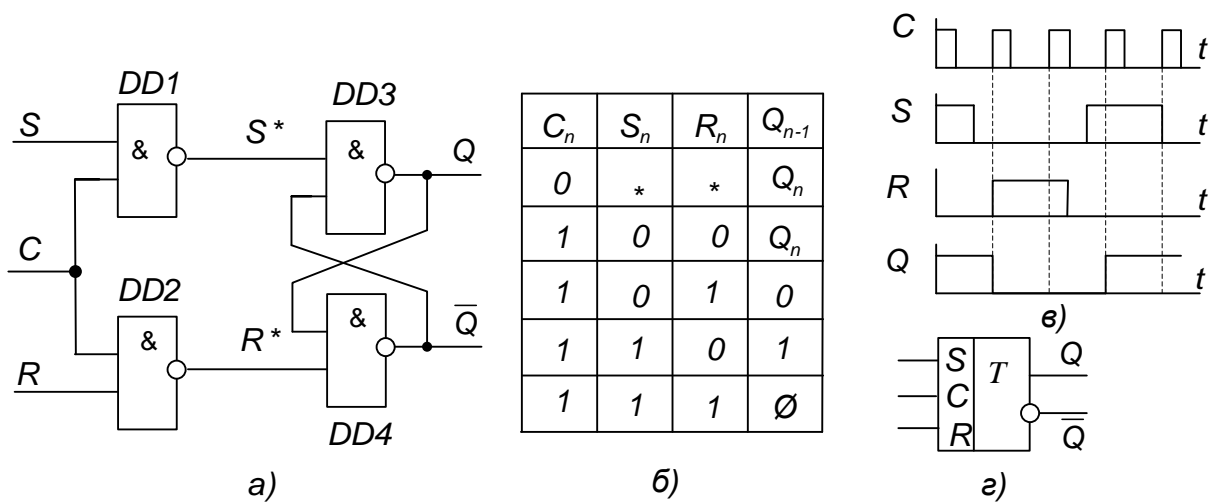 DD1
S
&
S*
DD3
&
Q
C
DD2
&
R
R*
&
Q̅
DD4
а)
Cₙ Sₙ Rₙ Qₙ₋₁
0 * * Qₙ
1 0 0 Qₙ
1 0 1 0
1 1 0 1
1 1 1 Ø
б)
C t
S t
R t
Q t
в)
S T Q
C
R Q̅
г)